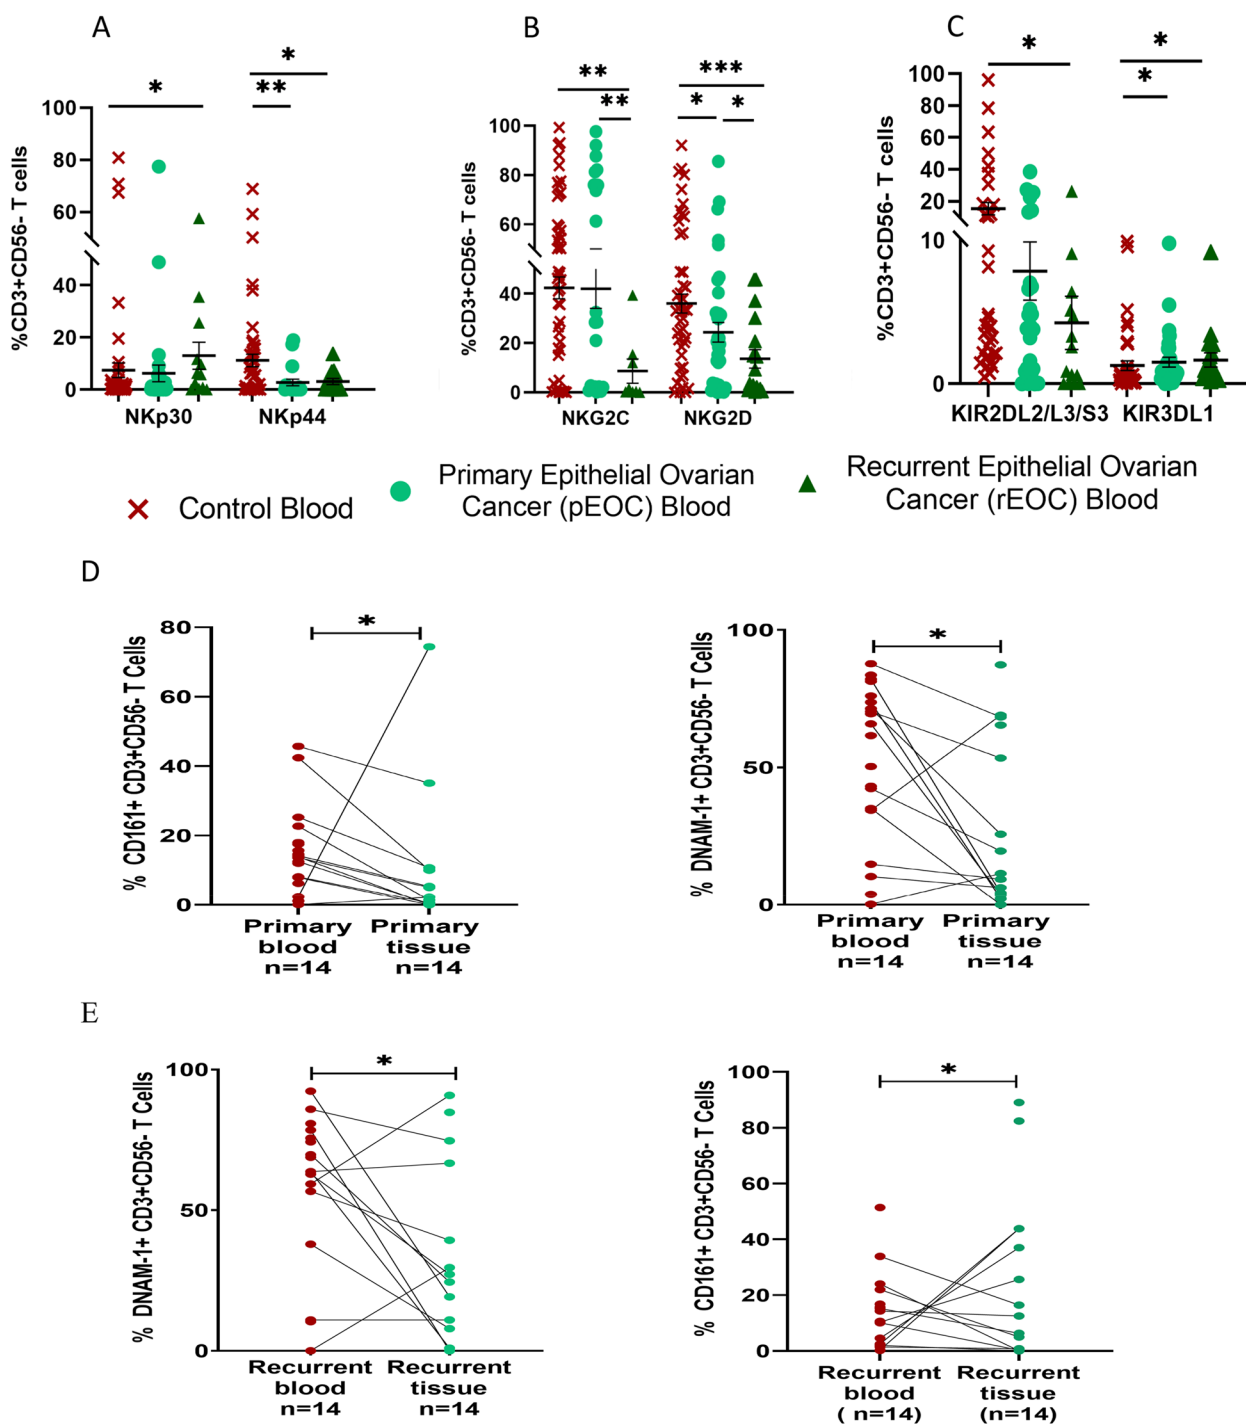 A
B
C
%CD3+CD56- T cells
100
80
60
40
20
0
*
**
*
NKp30
NKp44
%CD3+CD56- T cells
100
80
60
40
20
0
**
**
***
*
*
NKG2C
NKG2D
%CD3+CD56- T cells
100
80
60
40
20
10
0
*
*
*
KIR2DL2/L3/S3
KIR3DL1
Control Blood
Primary Epithelial Ovarian
Cancer (pEOC) Blood
Recurrent Epithelial Ovarian
Cancer (rEOC) Blood
D
% CD161+ CD3+CD56- T Cells
80
60
40
20
0
*
Primary
blood
n=14
Primary
tissue
n=14
% DNAM-1+ CD3+CD56- T Cells
100
50
0
*
Primary
blood
n=14
Primary
tissue
n=14
E
% DNAM-1+ CD3+CD56- T Cells
100
50
0
*
Recurrent
blood
n=14
Recurrent
tissue
n=14
% CD161+ CD3+CD56- T Cells
100
80
60
40
20
0
*
Recurrent
blood
( n=14)
Recurrent
tissue
(n=14)